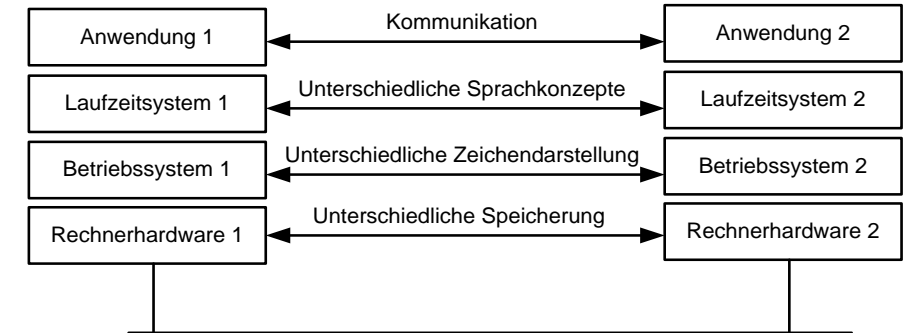 Kommunikation
Anwendung 1
Anwendung 2
Unterschiedliche Sprachkonzepte
Laufzeitsystem 1
Laufzeitsystem 2
Unterschiedliche Zeichendarstellung
Betriebssystem 1
Betriebssystem 2
Unterschiedliche Speicherung
Rechnerhardware 1
Rechnerhardware 2